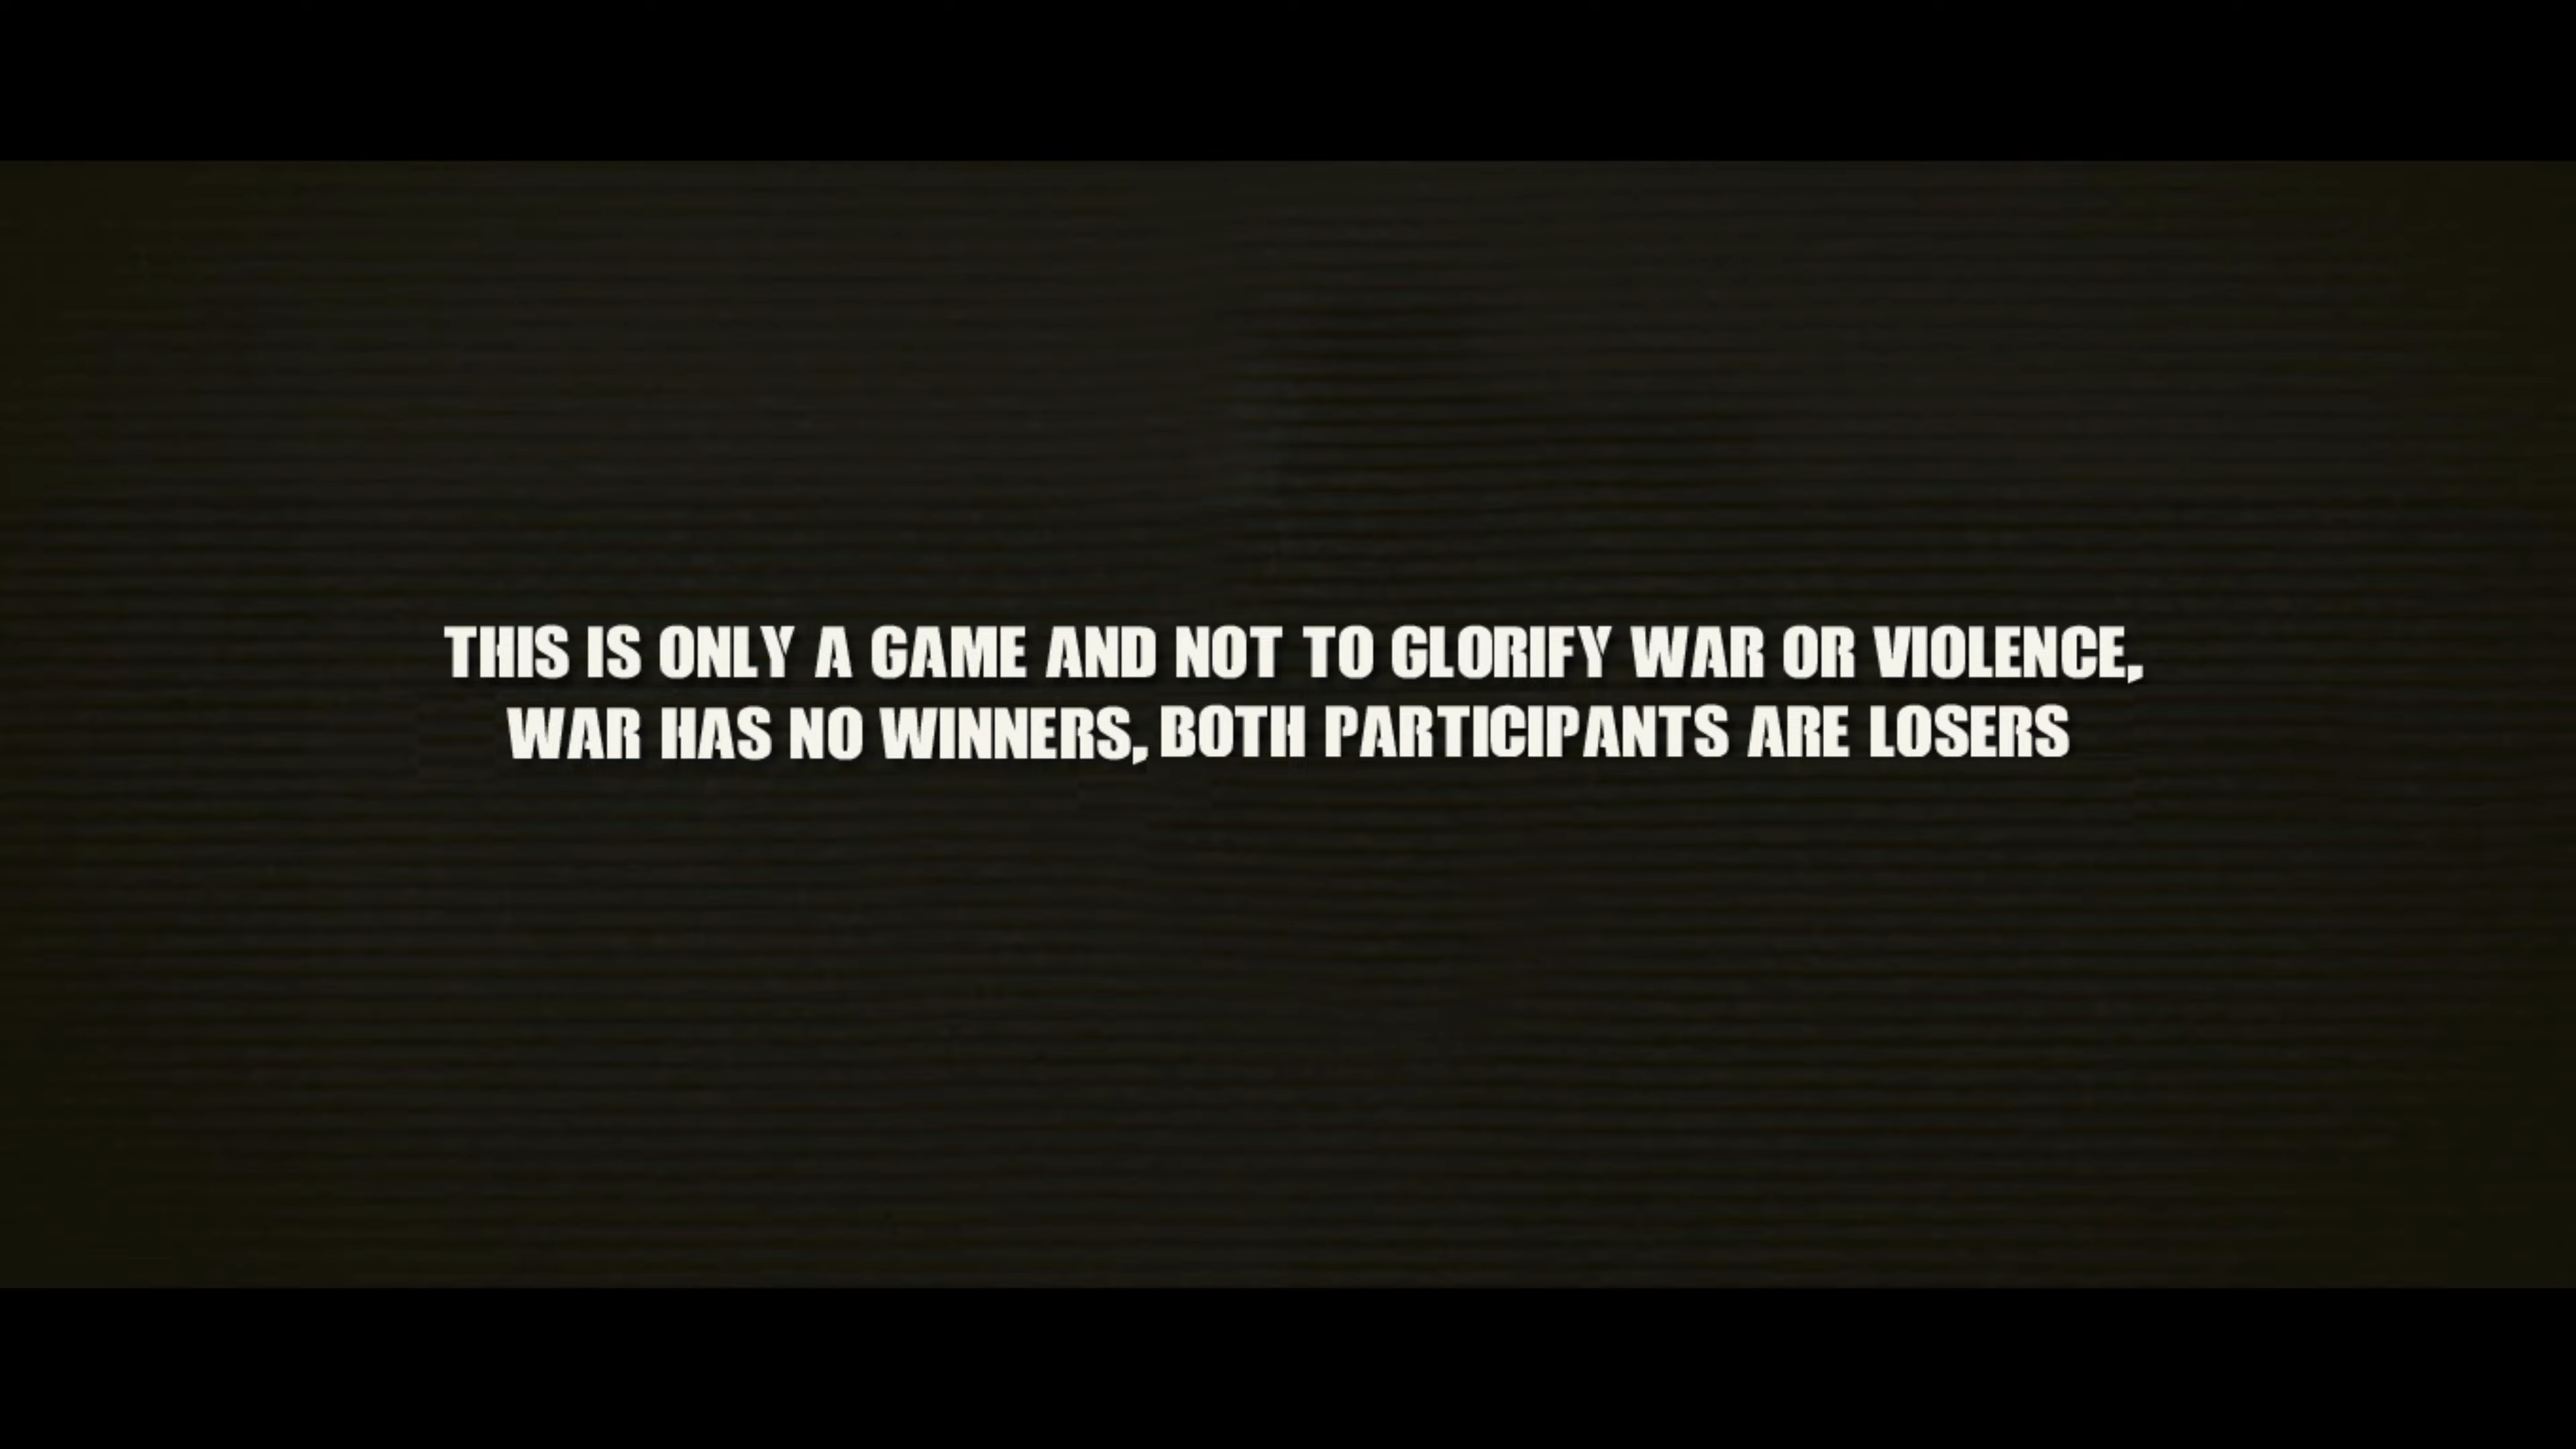 THIS IS ONLY A GAME AND NOT TO GLORIFY WAR OR VIOLENCE,
WAR HAS NO WINNERS, BOTH PARTICIPANTS ARE LOSERS